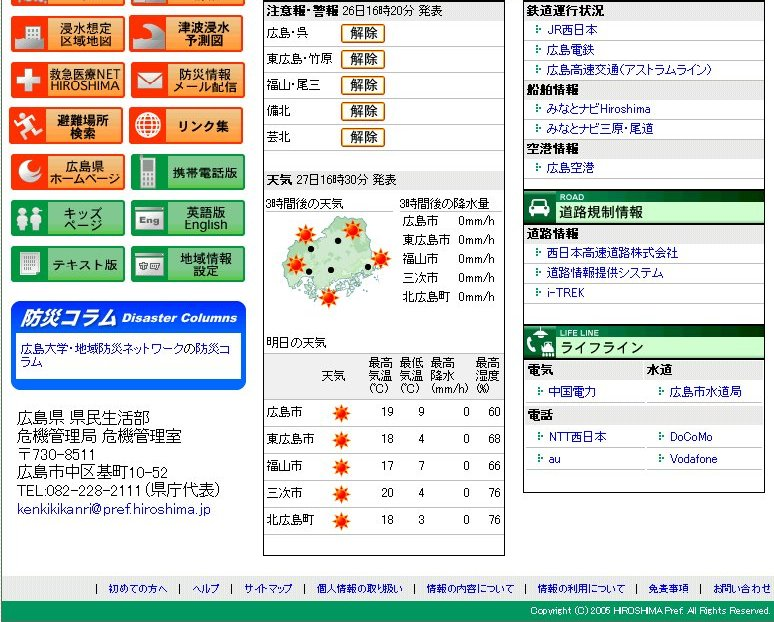 浸水想定
区域地図
津波浸水
予測図
救急医療NET
HIROSHIMA
防災情報
メール配信
避難場所
検索
リンク集
広島県
ホームページ
携帯電話版
キッズ
ページ
Eng
英語版
English
テキスト版
地域情報
設定
防災コラム Disaster Columns
広島大学・地域防災ネットワークの防災コ
ラム
広島県 県民生活部
危機管理局 危機管理室
〒730-8511
広島市中区基町10-52
TEL:082-228-2111（県庁代表）
kenkikikanri@pref.hiroshima.jp
注意報・警報 26日16時20分 発表
広島・呉 解除
東広島・竹原 解除
福山・尾三 解除
備北 解除
芸北 解除
天気 27日16時30分 発表
3時間後の天気
3時間後の降水量
広島市 0mm/h
東広島市 0mm/h
福山市 0mm/h
三次市 0mm/h
北広島町 0mm/h
明日の天気
天気 最高気温(℃) 最低気温(℃) 最高降水(mm/h) 最高湿度(%)
広島市 19 9 0 60
東広島市 18 4 0 68
福山市 17 7 0 66
三次市 20 4 0 76
北広島町 18 3 0 76
鉄道運行状況
JR西日本
広島電鉄
広島高速交通（アストラムライン）
船舶情報
みなとナビHiroshima
みなとナビ三原・尾道
空港情報
広島空港
ROAD
道路規制情報
道路情報
西日本高速道路株式会社
道路情報提供システム
i-TREK
LIFE LINE
ライフライン
電気 水道
中国電力 広島市水道局
電話
NTT西日本 DoCoMo
au Vodafone
| 初めての方へ | ヘルプ | サイトマップ | 個人情報の取り扱い | 情報の内容について | 情報の利用について | 免責事項 | お問い合わせ
Copyright (C) 2005 HIROSHIMA Pref. All Rights Reserved.